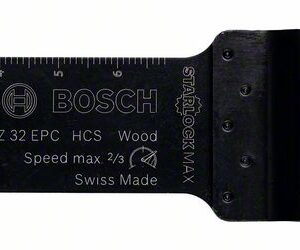 4 5 6
BOSCH
Z 32 EPC HCS Wood
Speed max 2/3
Swiss Made
STARLOCK MAX